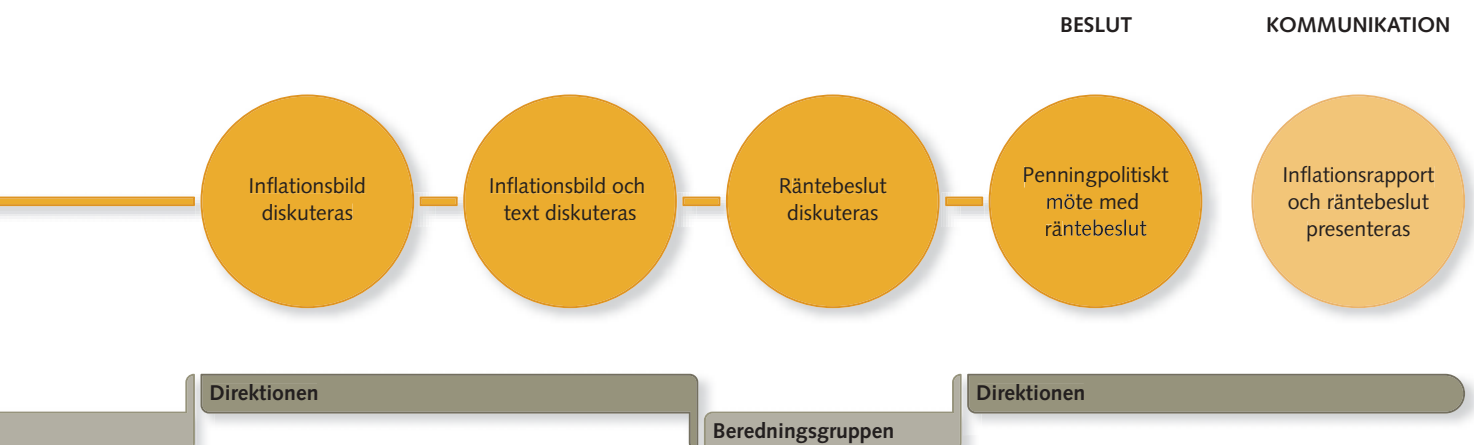 BESLUT
KOMMUNIKATION
Inflationsbild
diskuteras
Inflationsbild och
text diskuteras
Räntebeslut
diskuteras
Penningpolitiskt
möte med
räntebeslut
Inflationsrapport
och räntebeslut
presenteras
Direktionen
Beredningsgruppen
Direktionen